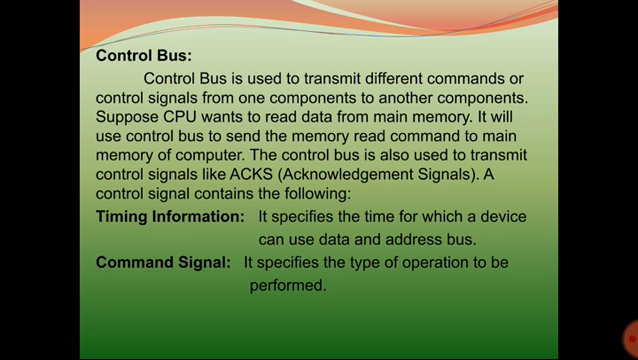 Control Bus:
Control Bus is used to transmit different commands or
control signals from one components to another components.
Suppose CPU wants to read data from main memory. It will
use control bus to send the memory read command to main
memory of computer. The control bus is also used to transmit
control signals like ACKS (Acknowledgement Signals). A
control signal contains the following:
Timing Information: It specifies the time for which a device
can use data and address bus.
Command Signal: It specifies the type of operation to be
performed.